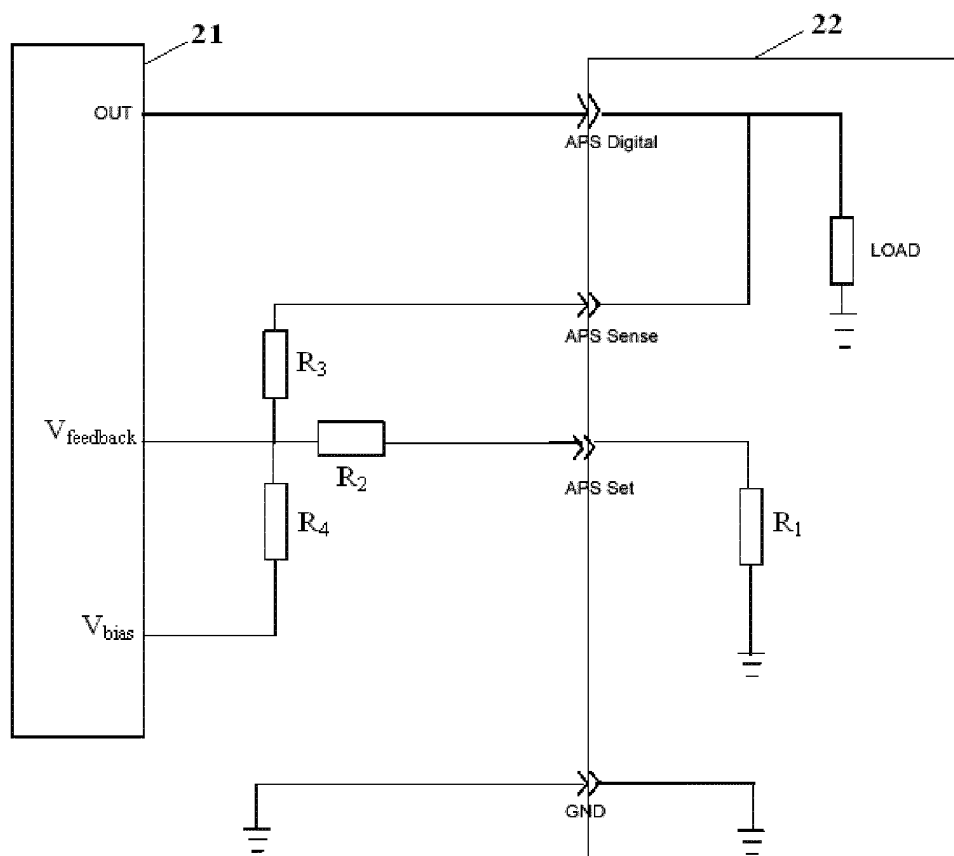 21
22
OUT
APS Digital
LOAD
APS Sense
R3
Vfeedback
R2
APS Set
R4
R1
Vbias
GND